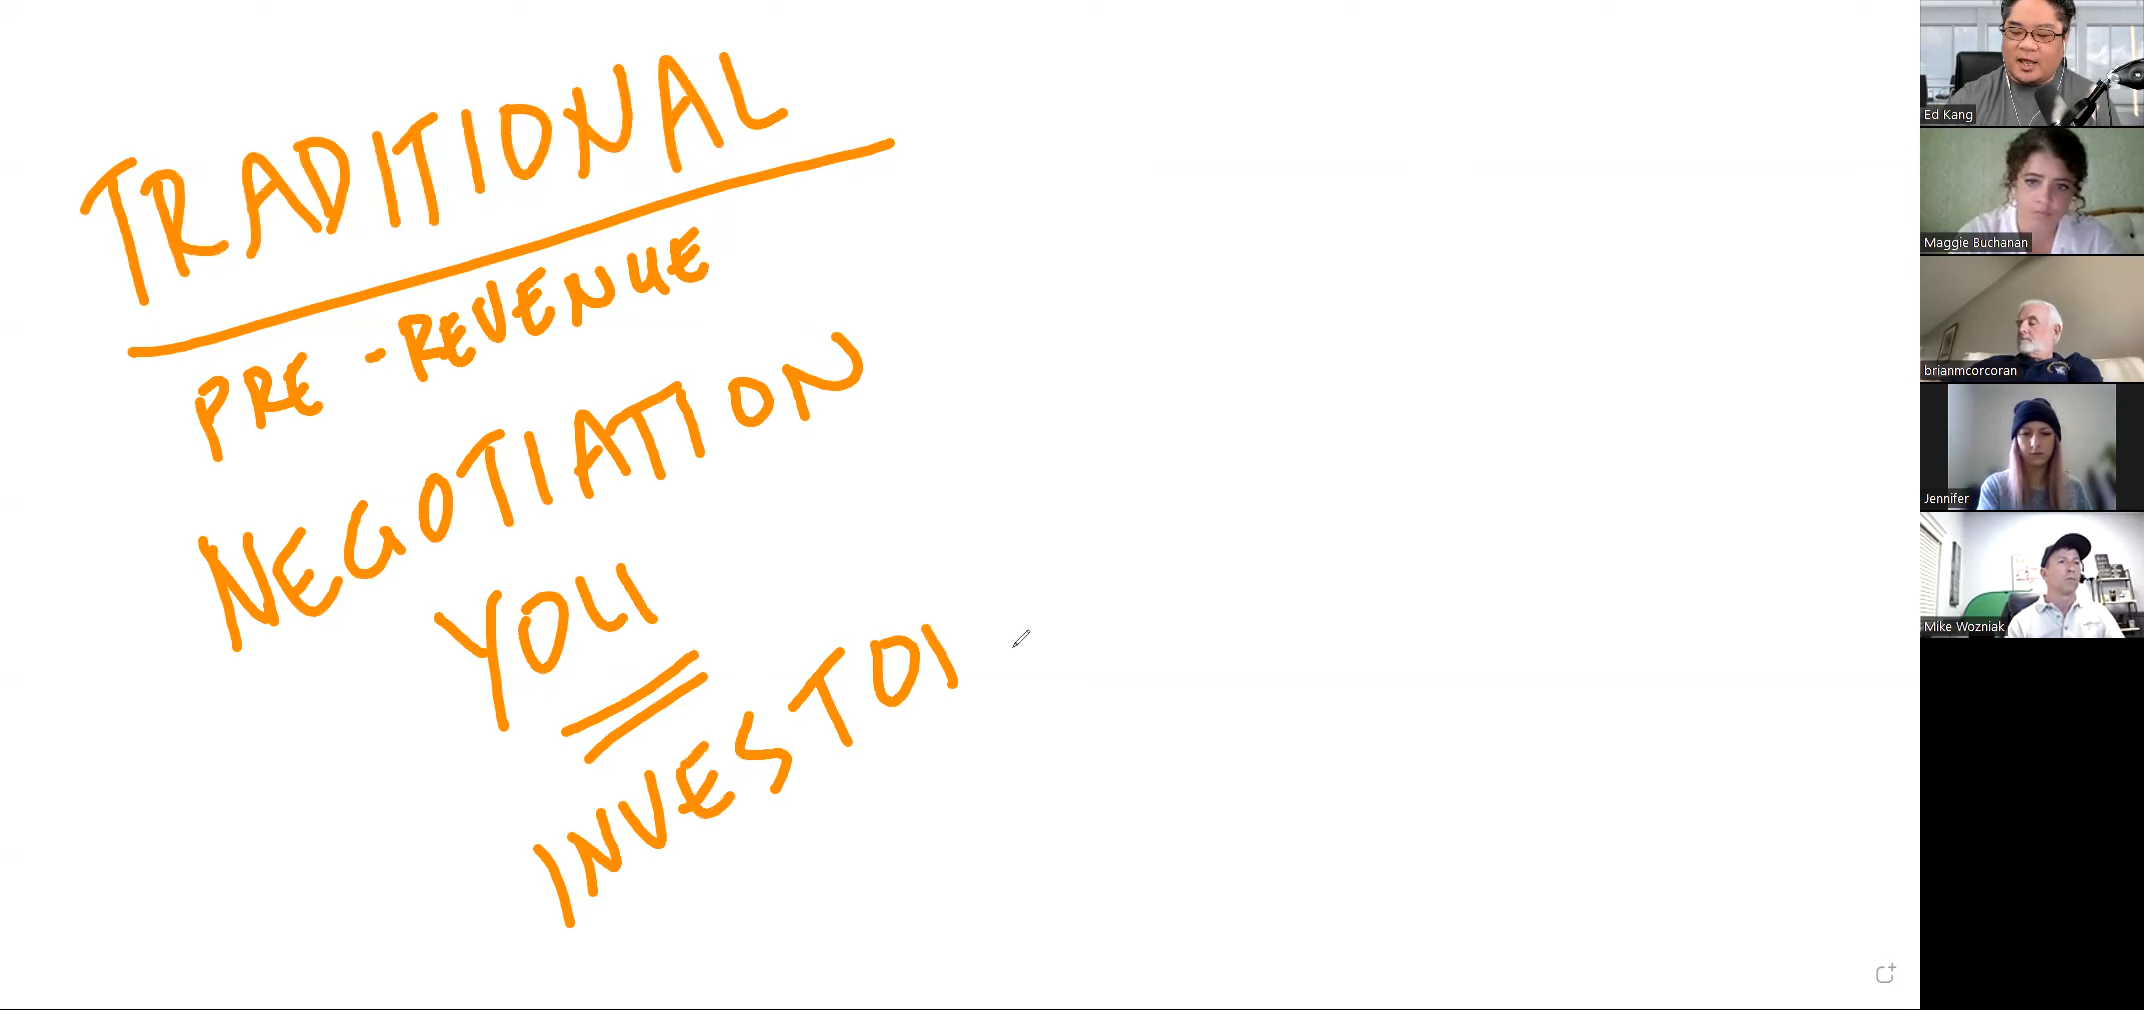 TRADITIONAL
PRE-REVENUE
NEGOTIATION
YOU
INVESTOI
Ed Kang
Maggie Buchanan
brianmcorcoran
Jennifer
Mike Wozniak